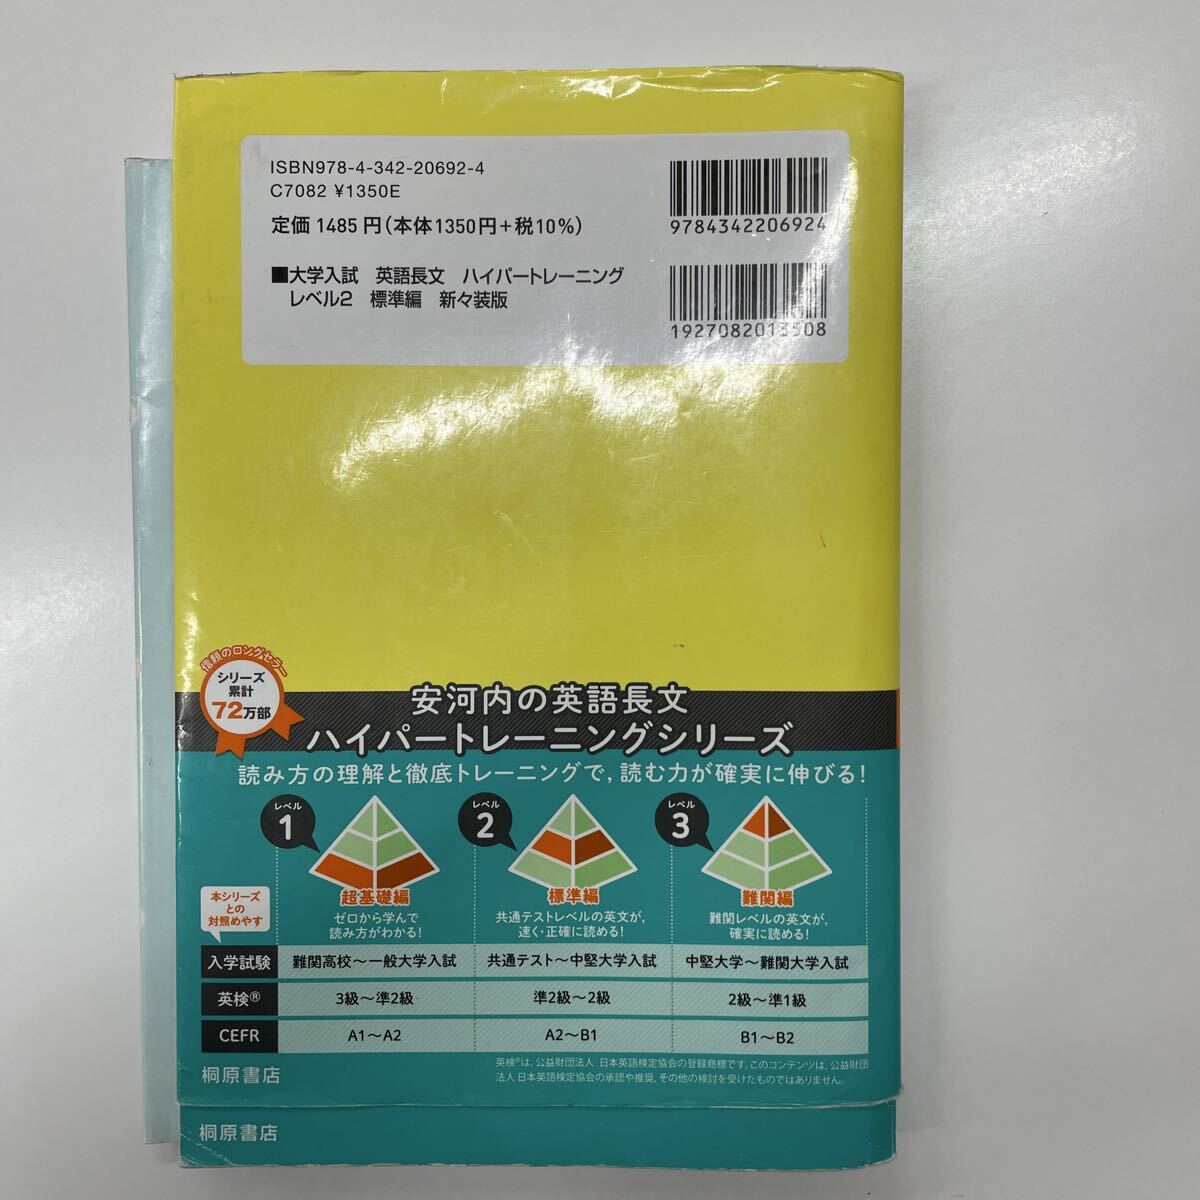 ISBN978-4-342-20692-4
C7082 ¥1350E
定価 1485円(本体1350円+税10%)
■大学入試 英語長文 ハイパートレーニング
レベル2 標準編 新々装版
9784342206924
1927082013508
信頼のロングセラー
シリーズ
累計
72万部
安河内の英語長文
ハイパートレーニングシリーズ
読み方の理解と徹底トレーニングで,読む力が確実に伸びる!
レベル
1
超基礎編
ゼロから学んで
読み方がわかる!
レベル
2
標準編
共通テストレベルの英文が,
速く・正確に読める!
レベル
3
難関編
難関レベルの英文が,
確実に読める!
本シリーズ
との
対照めやす
入学試験 難関高校〜一般大学入試 共通テスト〜中堅大学入試 中堅大学〜難関大学入試
英検® 3級〜準2級 準2級〜2級 2級〜準1級
CEFR A1〜A2 A2〜B1 B1〜B2
英検®は,公益財団法人 日本英語検定協会の登録商標です。このコンテンツは,公益財団
法人日本英語検定協会の承認や推奨,その他の検討を受けたものではありません。
桐原書店
桐原書店